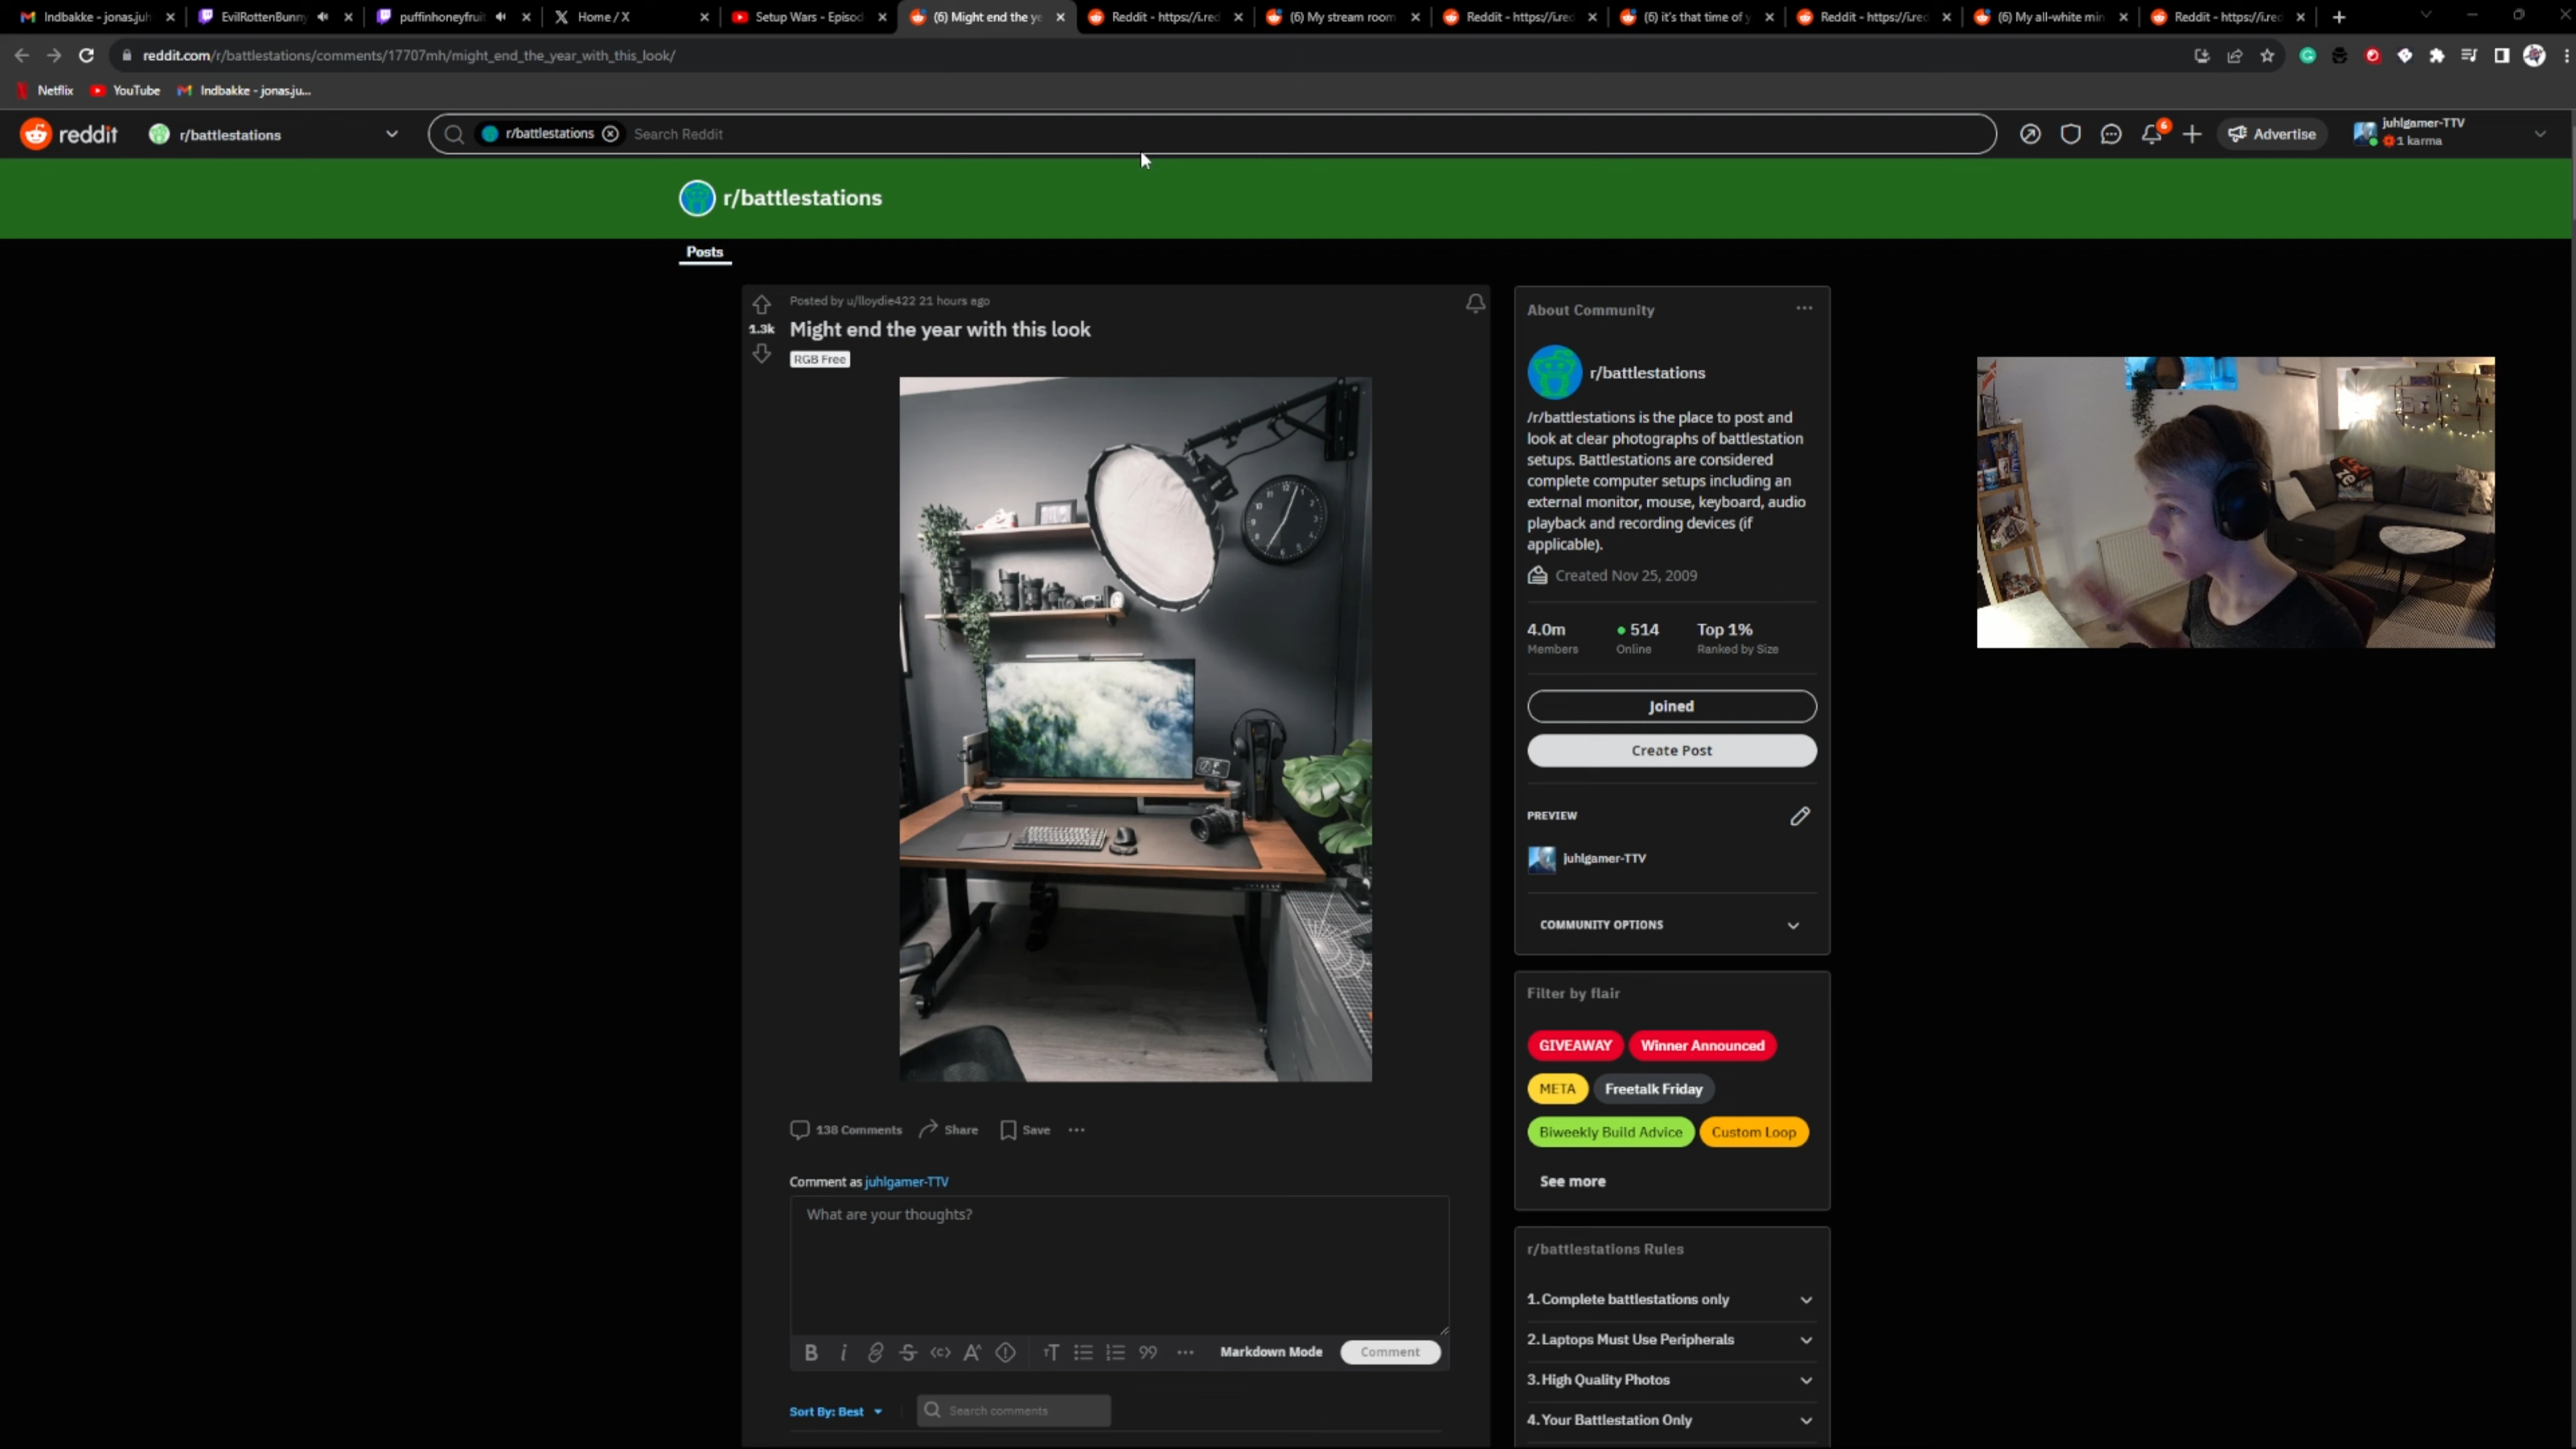 Indbakke - jonas.juh
EvilRottenBunny
puffinhoneyfruit
Home / X
Setup Wars - Episod
(6) Might end the ye
Reddit - https://i.red
(6) My stream room
Reddit - https://i.red
(6) it's that time of y
Reddit - https://i.red
(6) My all-white min
Reddit - https://i.red
reddit.com/r/battlestations/comments/17707mh/might_end_the_year_with_this_look/
Netflix
YouTube
Indbakke - jonas.ju...
reddit
r/battlestations
r/battlestations
Search Reddit
6
Advertise
juhlgamer-TTV
1 karma
r/battlestations
Posts
Posted by u/lloydie422 21 hours ago
1.3k
Might end the year with this look
RGB Free
138 Comments
Share
Save
Comment as juhlgamer-TTV
What are your thoughts?
Markdown Mode
Comment
Sort By: Best
Search comments
About Community
r/battlestations
/r/battlestations is the place to post and
look at clear photographs of battlestation
setups. Battlestations are considered
complete computer setups including an
external monitor, mouse, keyboard, audio
playback and recording devices (if
applicable).
Created Nov 25, 2009
4.0m 514 Top 1%
Members Online Ranked by Size
Joined
Create Post
PREVIEW
juhlgamer-TTV
COMMUNITY OPTIONS
Filter by flair
GIVEAWAY
Winner Announced
META
Freetalk Friday
Biweekly Build Advice
Custom Loop
See more
r/battlestations Rules
1. Complete battlestations only
2. Laptops Must Use Peripherals
3. High Quality Photos
4. Your Battlestation Only